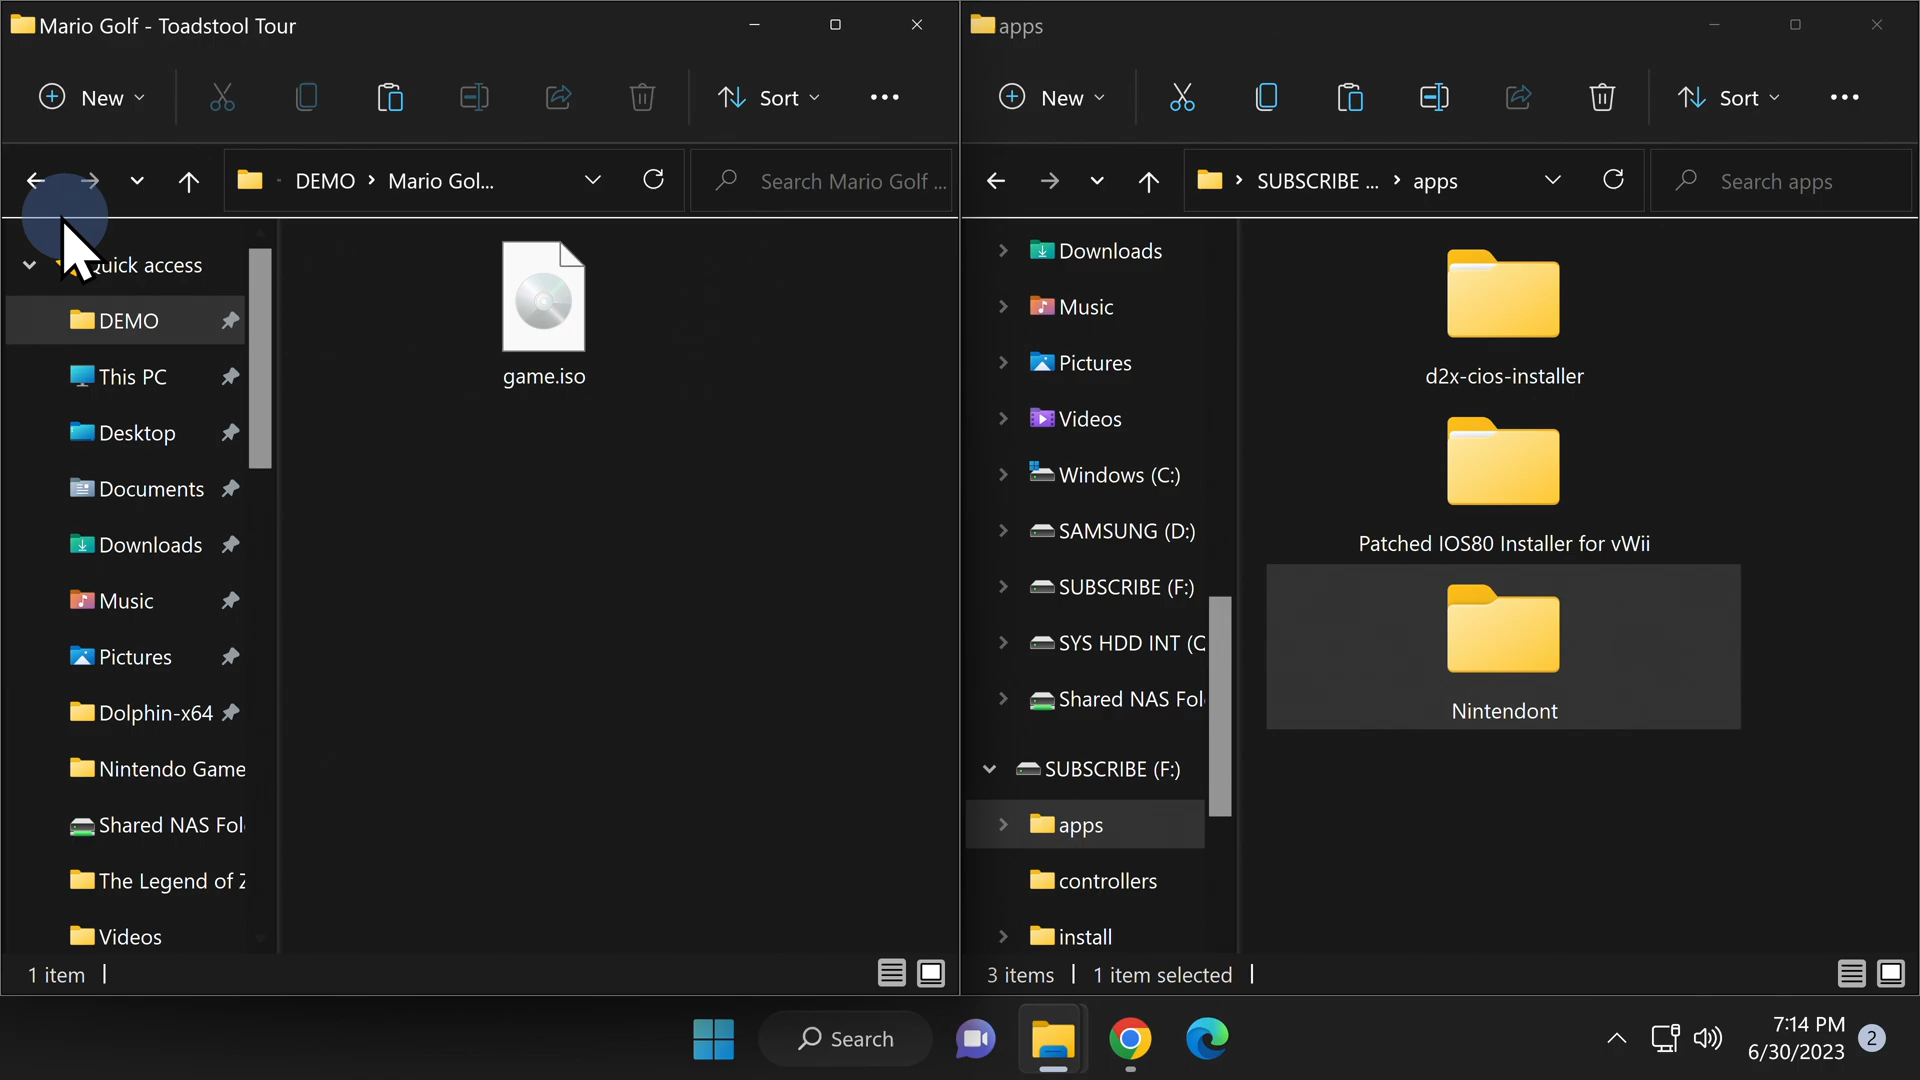 Mario Golf - Toadstool Tour
New
Sort
DEMO > Mario Gol...
Search Mario Golf ...
Quick access
DEMO
This PC
Desktop
Documents
Downloads
Music
Pictures
Dolphin-x64
Nintendo Game
Shared NAS Fol
The Legend of Z
Videos
game.iso
1 item
apps
New
Sort
SUBSCRIBE ... > apps
Search apps
Downloads
Music
Pictures
Videos
Windows (C:)
SAMSUNG (D:)
SUBSCRIBE (F:)
SYS HDD INT (Q
Shared NAS Fol
SUBSCRIBE (F:)
apps
controllers
install
d2x-cios-installer
Patched IOS80 Installer for vWii
Nintendont
3 items
1 item selected
Search
7:14 PM
6/30/2023
2